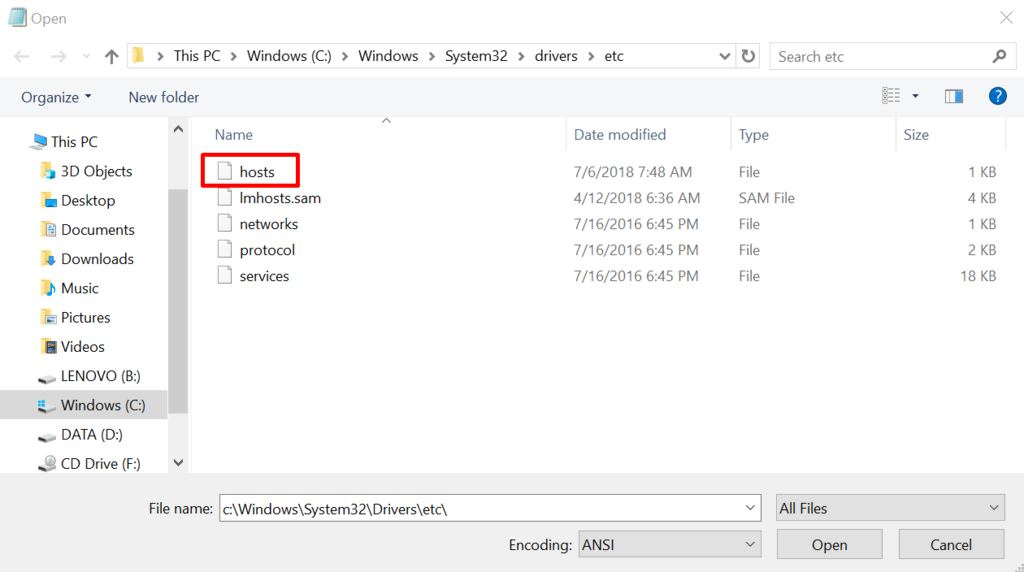 Open
This PC > Windows (C:) > Windows > System32 > drivers > etc
Search etc
Organize
New folder
?
This PC
3D Objects
Desktop
Documents
Downloads
Music
Pictures
Videos
LENOVO (B:)
Windows (C:)
DATA (D:)
CD Drive (F:)
Name Date modified Type Size
hosts 7/6/2018 7:48 AM File 1 KB
lmhosts.sam 4/12/2018 6:36 AM SAM File 4 KB
networks 7/16/2016 6:45 PM File 1 KB
protocol 7/16/2016 6:45 PM File 2 KB
services 7/16/2016 6:45 PM File 18 KB
File name: c:\Windows\System32\Drivers\etc\
All Files
Encoding: ANSI
Open
Cancel